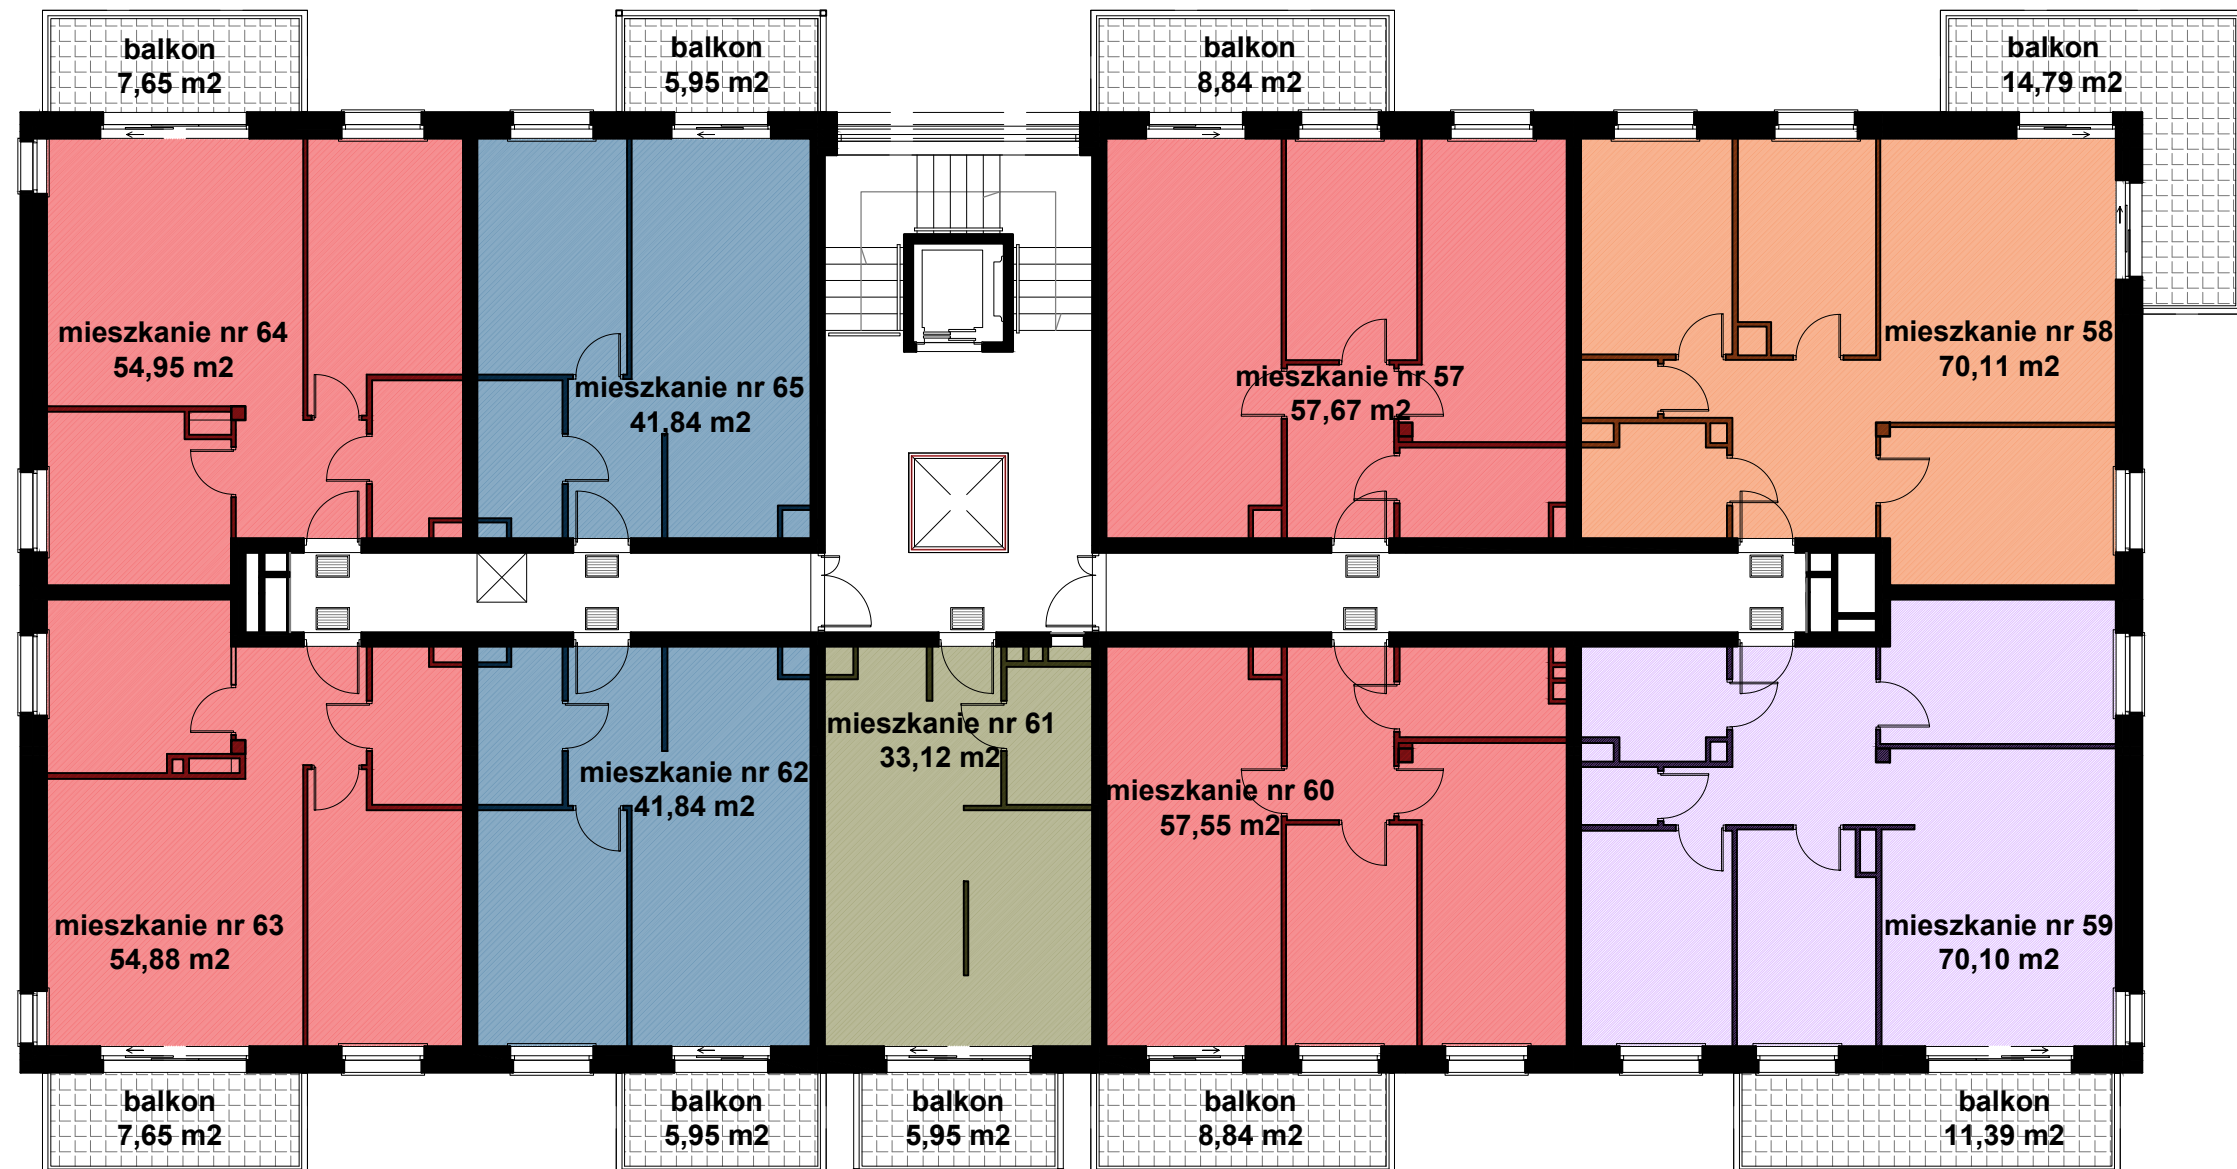 balkon
7,65 m2
balkon
5,95 m2
balkon
8,84 m2
balkon
14,79 m2
mieszkanie nr 64
54,95 m2
mieszkanie nr 65
41,84 m2
mieszkanie nr 57
57,67 m2
mieszkanie nr 58
70,11 m2
mieszkanie nr 63
54,88 m2
mieszkanie nr 62
41,84 m2
mieszkanie nr 61
33,12 m2
mieszkanie nr 60
57,55 m2
mieszkanie nr 59
70,10 m2
balkon
7,65 m2
balkon
5,95 m2
balkon
5,95 m2
balkon
8,84 m2
balkon
11,39 m2